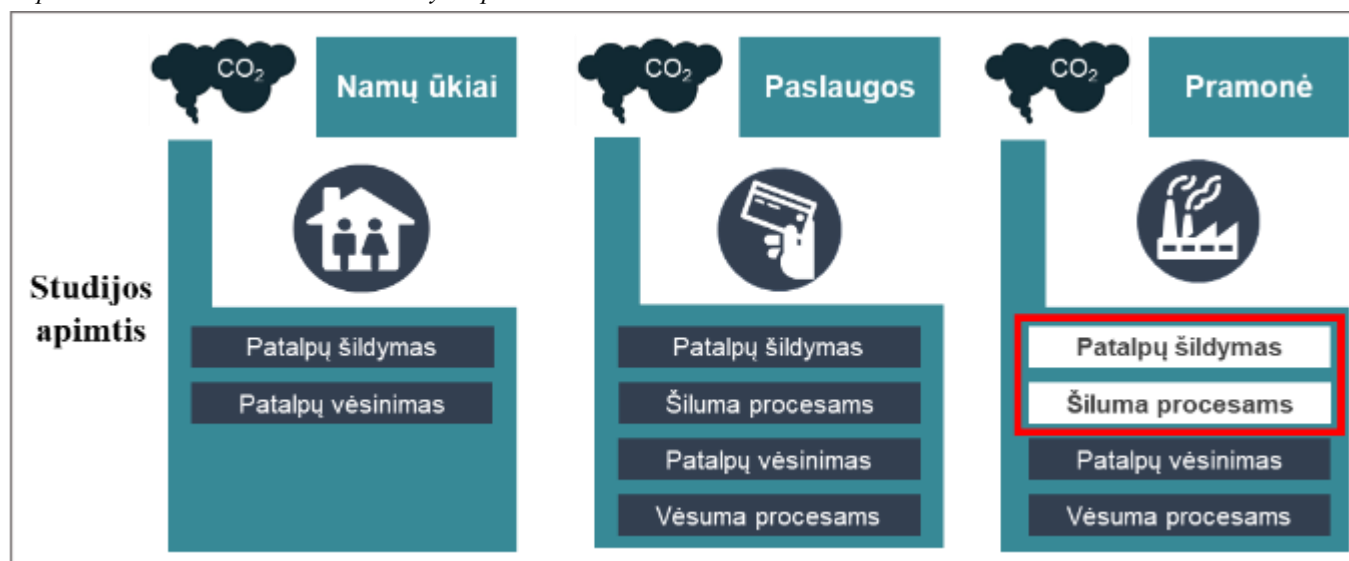 CO₂
Namų ūkiai
CO₂
Paslaugos
CO₂
Pramonė
Studijos
apimtis
Patalpų šildymas
Patalpų vėsinimas
Patalpų šildymas
Šiluma procesams
Patalpų vėsinimas
Vėsuma procesams
Patalpų šildymas
Šiluma procesams
Patalpų vėsinimas
Vėsuma procesams